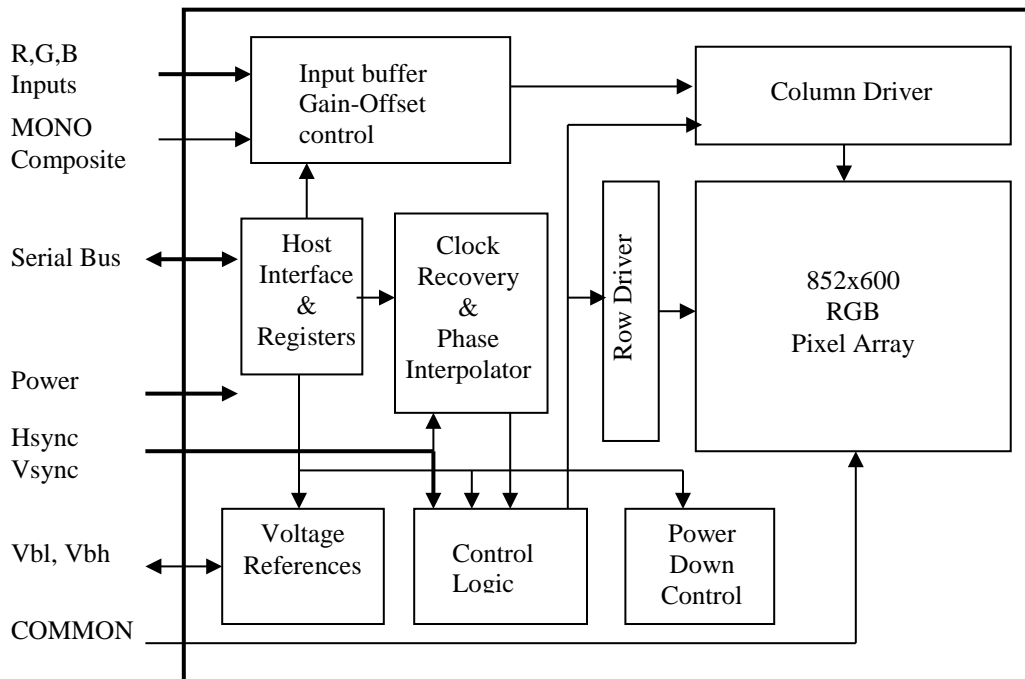 R,G,B
Inputs
MONO
Composite
Serial Bus
Power
Hsync
Vsync
Vbl, Vbh
COMMON
Input buffer
Gain-Offset
control
Column Driver
Host
Interface
&
Registers
Clock
Recovery
&
Phase
Interpolator
Row Driver
852x600
RGB
Pixel Array
Voltage
References
Control
Logic
Power
Down
Control